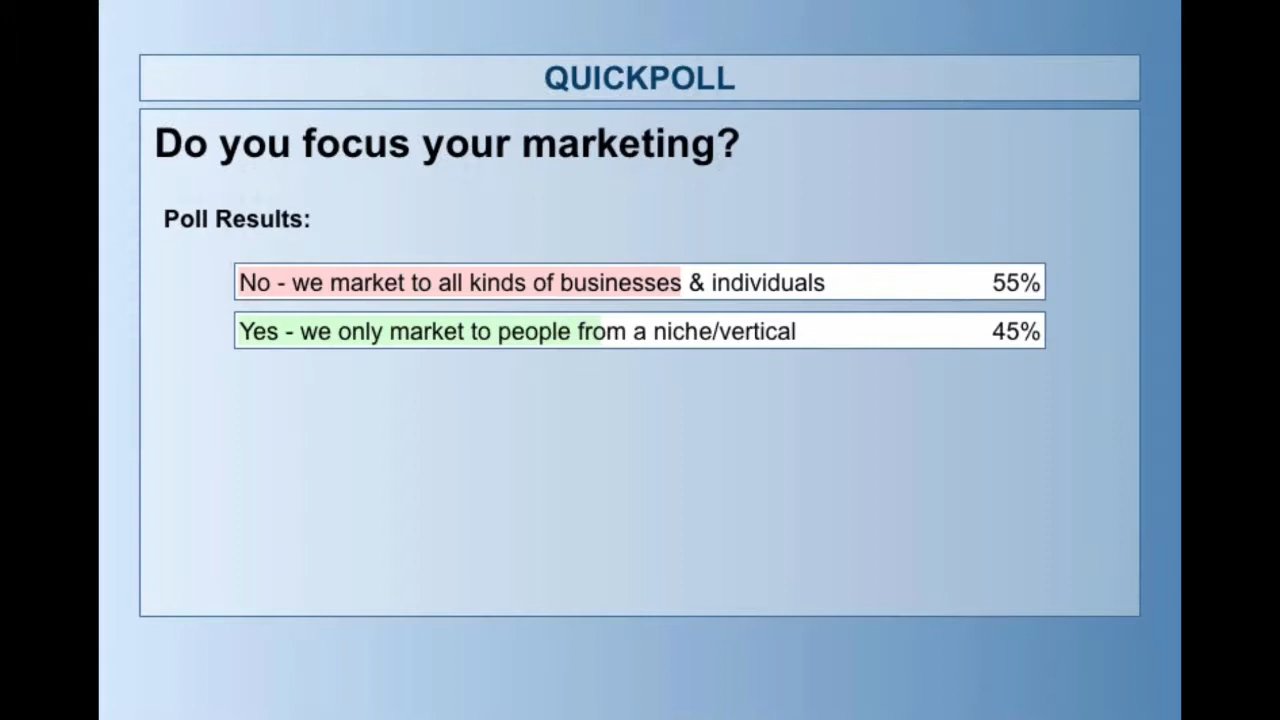 QUICKPOLL
Do you focus your marketing?
Poll Results:
No - we market to all kinds of businesses & individuals 55%
Yes - we only market to people from a niche/vertical 45%